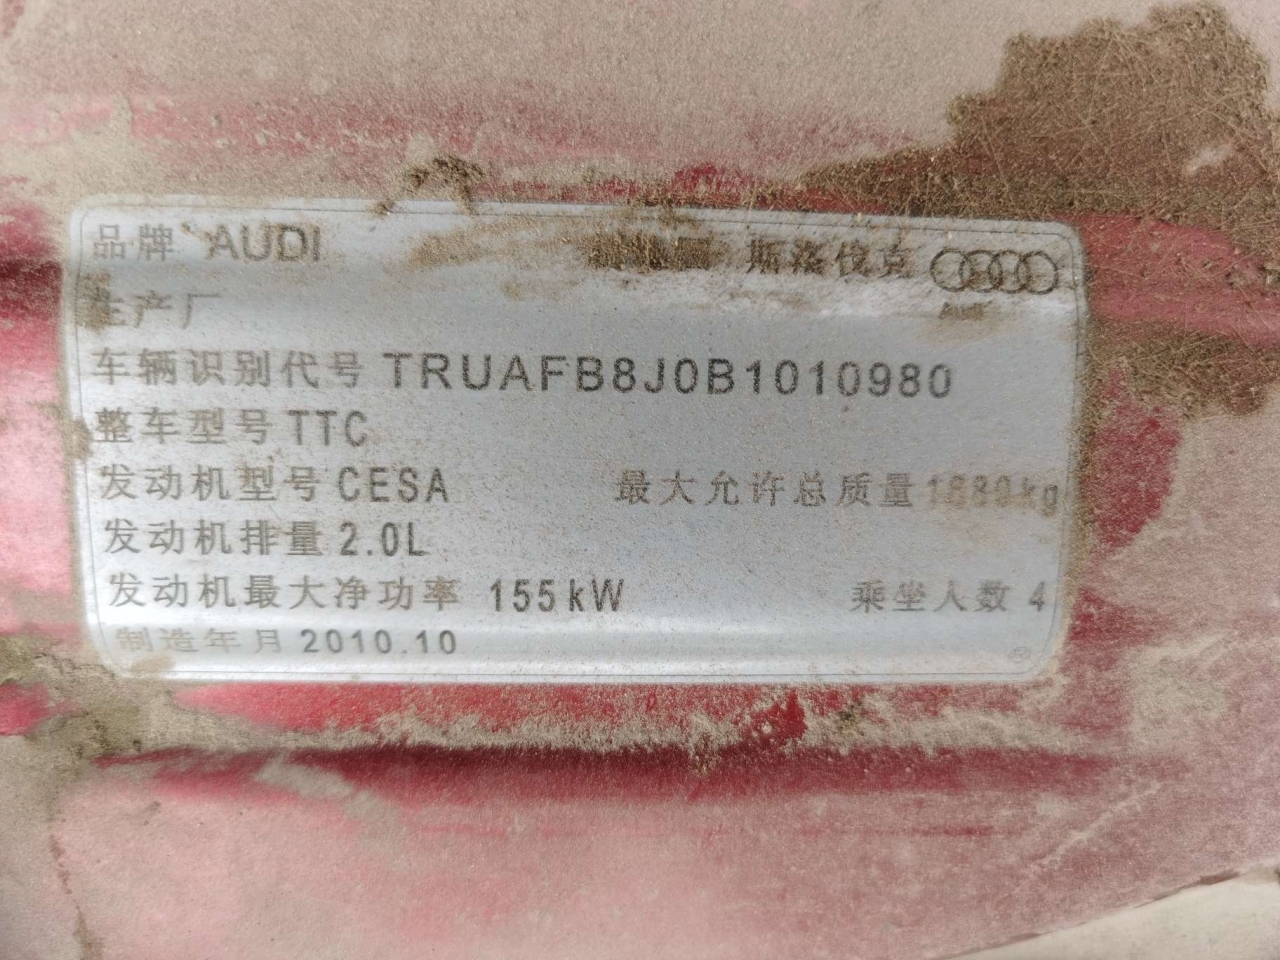 品牌 AUDI 斯洛伐克
Audi
生产厂
车辆识别代号 TRUAFB8J0B1010980
整车型号 TTC
发动机型号 CESA 最大允许总质量
发动机排量 2.0L
发动机最大净功率 155kW 乘坐人数 4
制造年月 2010.10